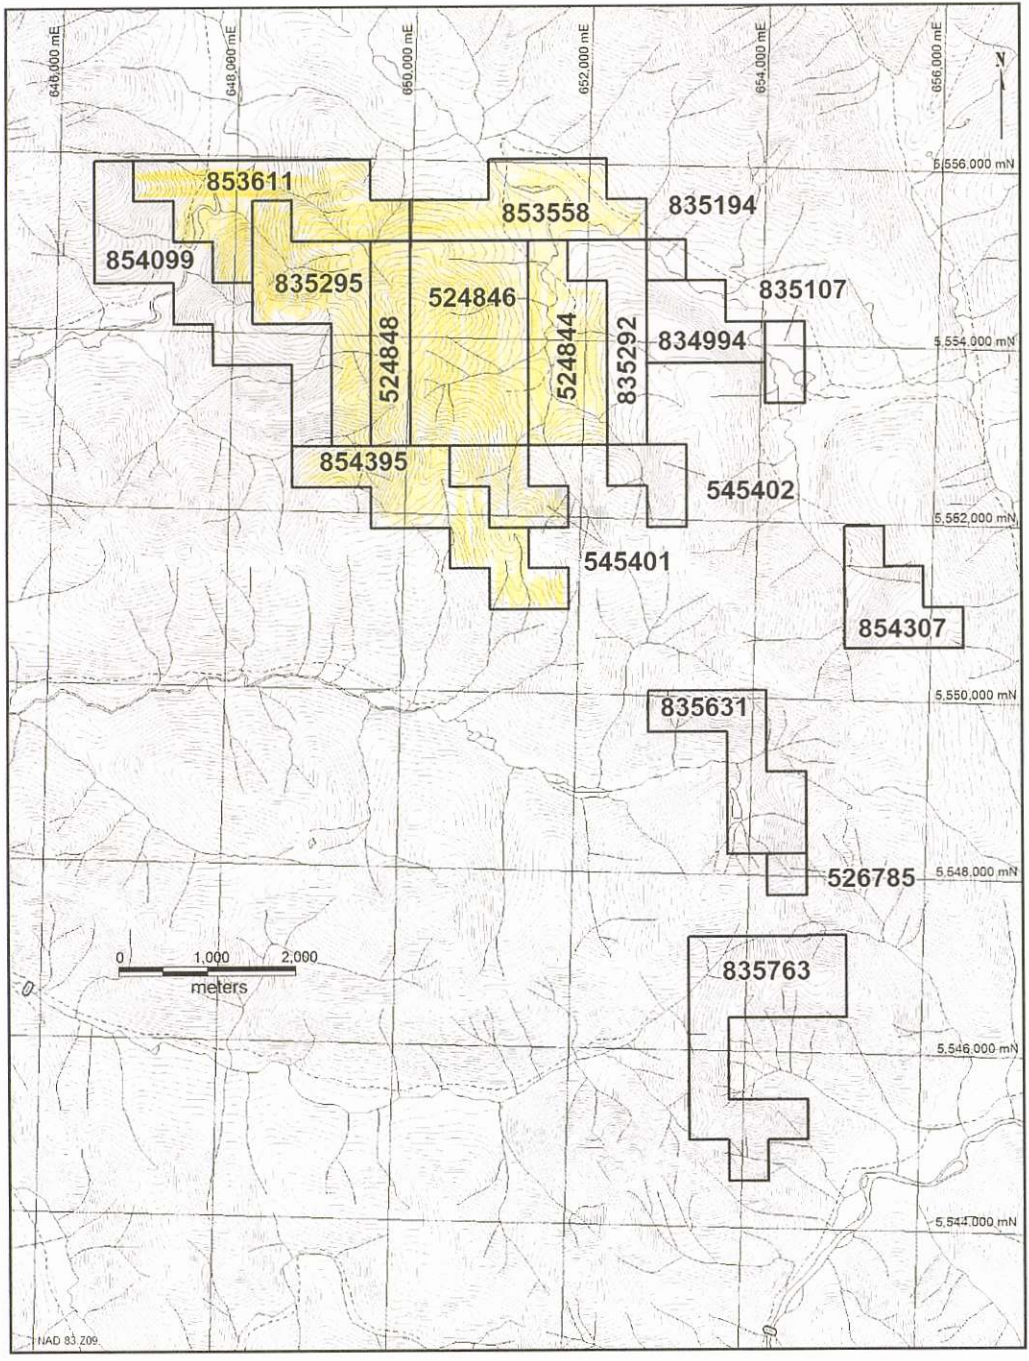 646,000 mE
648,000 mE
650,000 mE
652,000 mE
654,000 mE
656,000 mE
N
5,556,000 mN
853611
853558
835194
854099
835295
524846
835107
524848
524844
835292
834994
5,554,000 mN
854395
545402
5,552,000 mN
545401
854307
5,550,000 mN
835631
526785
5,548,000 mN
0 1,000 2,000
meters
835763
5,546,000 mN
5,544,000 mN
NAD 83 Z09